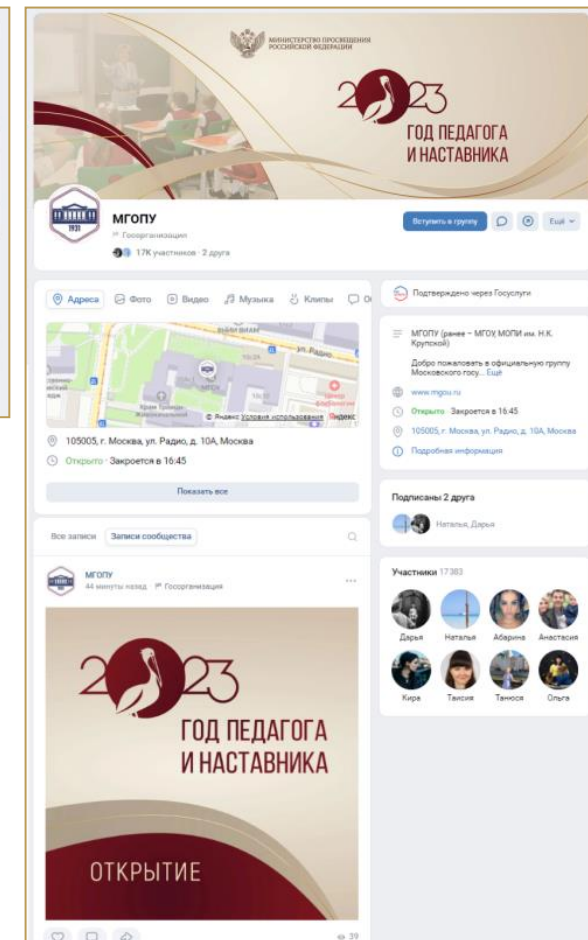 МИНИСТЕРСТВО ПРОСВЕЩЕНИЯ
РОССИЙСКОЙ ФЕДЕРАЦИИ
2023
ГОД ПЕДАГОГА
И НАСТАВНИКА
1931
МГОПУ
Госорганизация
17K участников · 2 друга
Вступить в группу
Ещё
Адреса
Фото
Видео
Музыка
Клипы
ул. Радио
© Яндекс Условия использования Яндекс
105005, г. Москва, ул. Радио, д. 10А, Москва
Открыто · Закроется в 16:45
Показать все
Все записи
Записи сообщества
МГОПУ
44 минуты назад · Госорганизация
2023
ГОД ПЕДАГОГА
И НАСТАВНИКА
ОТКРЫТИЕ
39
Подтверждено через Госуслуги
МГОПУ (ранее – МГОУ, МОПИ им. Н.К.
Крупской)
Добро пожаловать в официальную группу
Московского госу... Ещё
www.mgou.ru
Открыто · Закроется в 16:45
105005, г. Москва, ул. Радио, д. 10А, Москва
Подробная информация
Подписаны 2 друга
Наталья, Дарья
Участники 17383
Дарья
Наталья
Абарина
Анастасия
Кира
Таисия
Танюся
Ольга